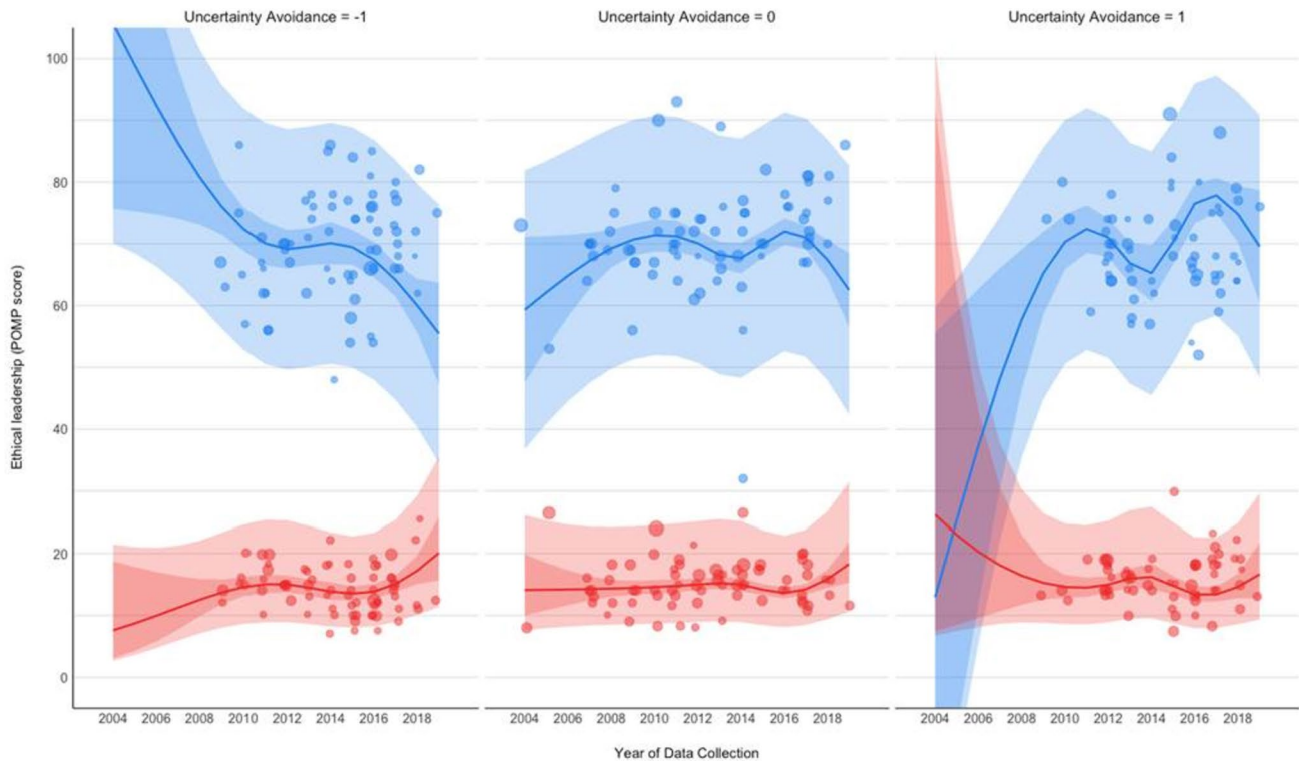 Uncertainty Avoidance = -1
Uncertainty Avoidance = 0
Uncertainty Avoidance = 1
Ethical leadership (POMP score)
100
80
60
40
20
0
2004 2006 2008 2010 2012 2014 2016 2018
2004 2006 2008 2010 2012 2014 2016 2018
2004 2006 2008 2010 2012 2014 2016 2018
Year of Data Collection